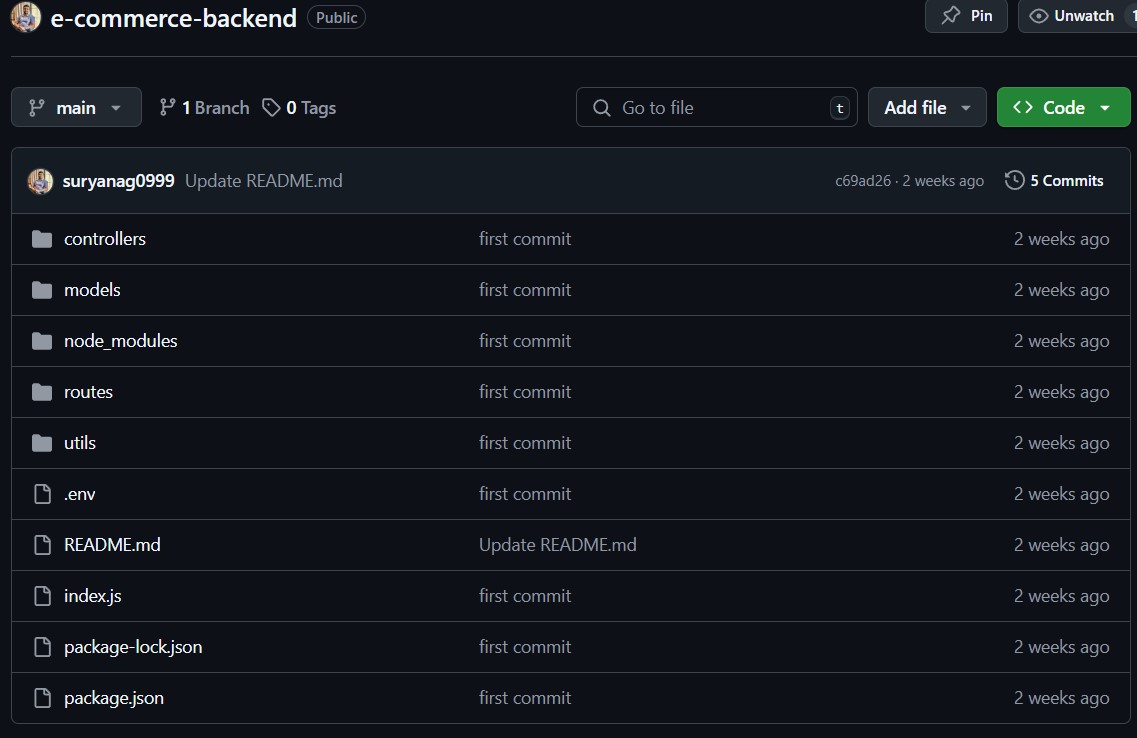 e-commerce-backend Public Pin Unwatch 1
main 1 Branch 0 Tags Go to file t Add file Code
suryanag0999 Update README.md c69ad26 · 2 weeks ago 5 Commits
controllers first commit 2 weeks ago
models first commit 2 weeks ago
node_modules first commit 2 weeks ago
routes first commit 2 weeks ago
utils first commit 2 weeks ago
.env first commit 2 weeks ago
README.md Update README.md 2 weeks ago
index.js first commit 2 weeks ago
package-lock.json first commit 2 weeks ago
package.json first commit 2 weeks ago